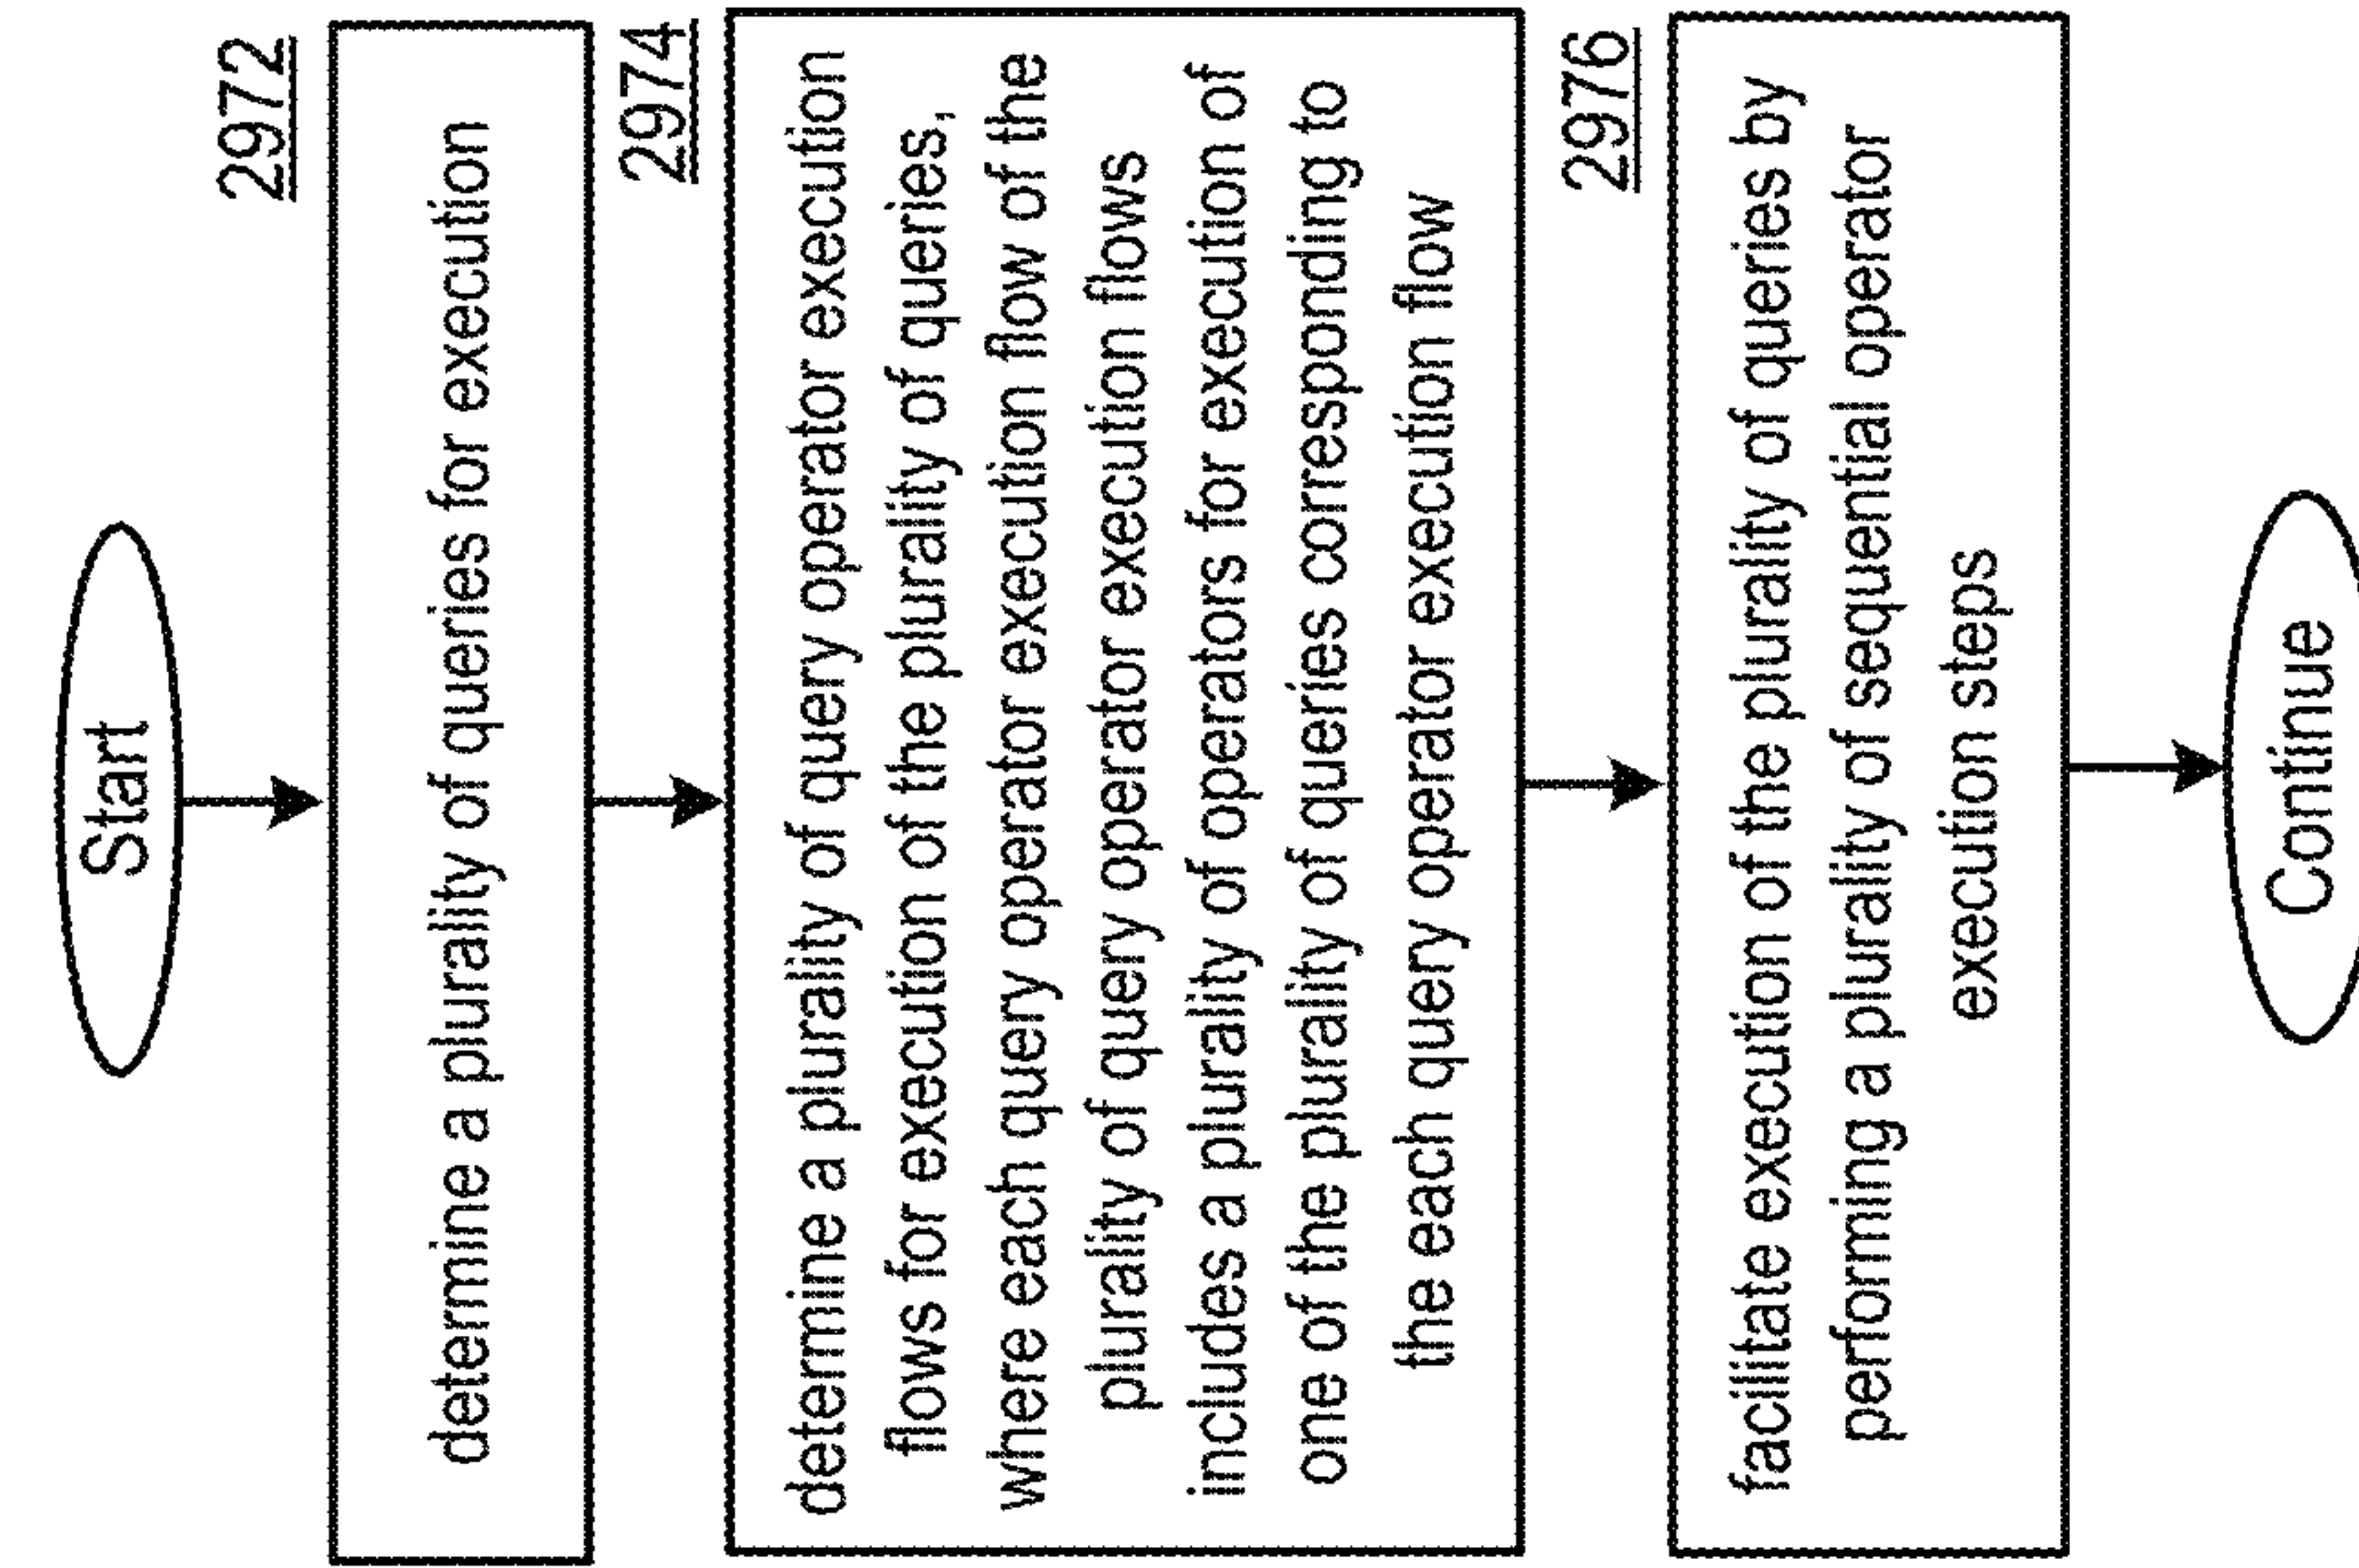 Start
2972
determine a plurality of queries for execution
2974
determine a plurality of query operator execution
flows for execution of the plurality of queries,
where each query operator execution flow of the
plurality of query operator execution flows
includes a plurality of operators for execution of
one of the plurality of queries corresponding to
the each query operator execution flow
2976
facilitate execution of the plurality of queries by
performing a plurality of sequential operator
execution steps
Continue